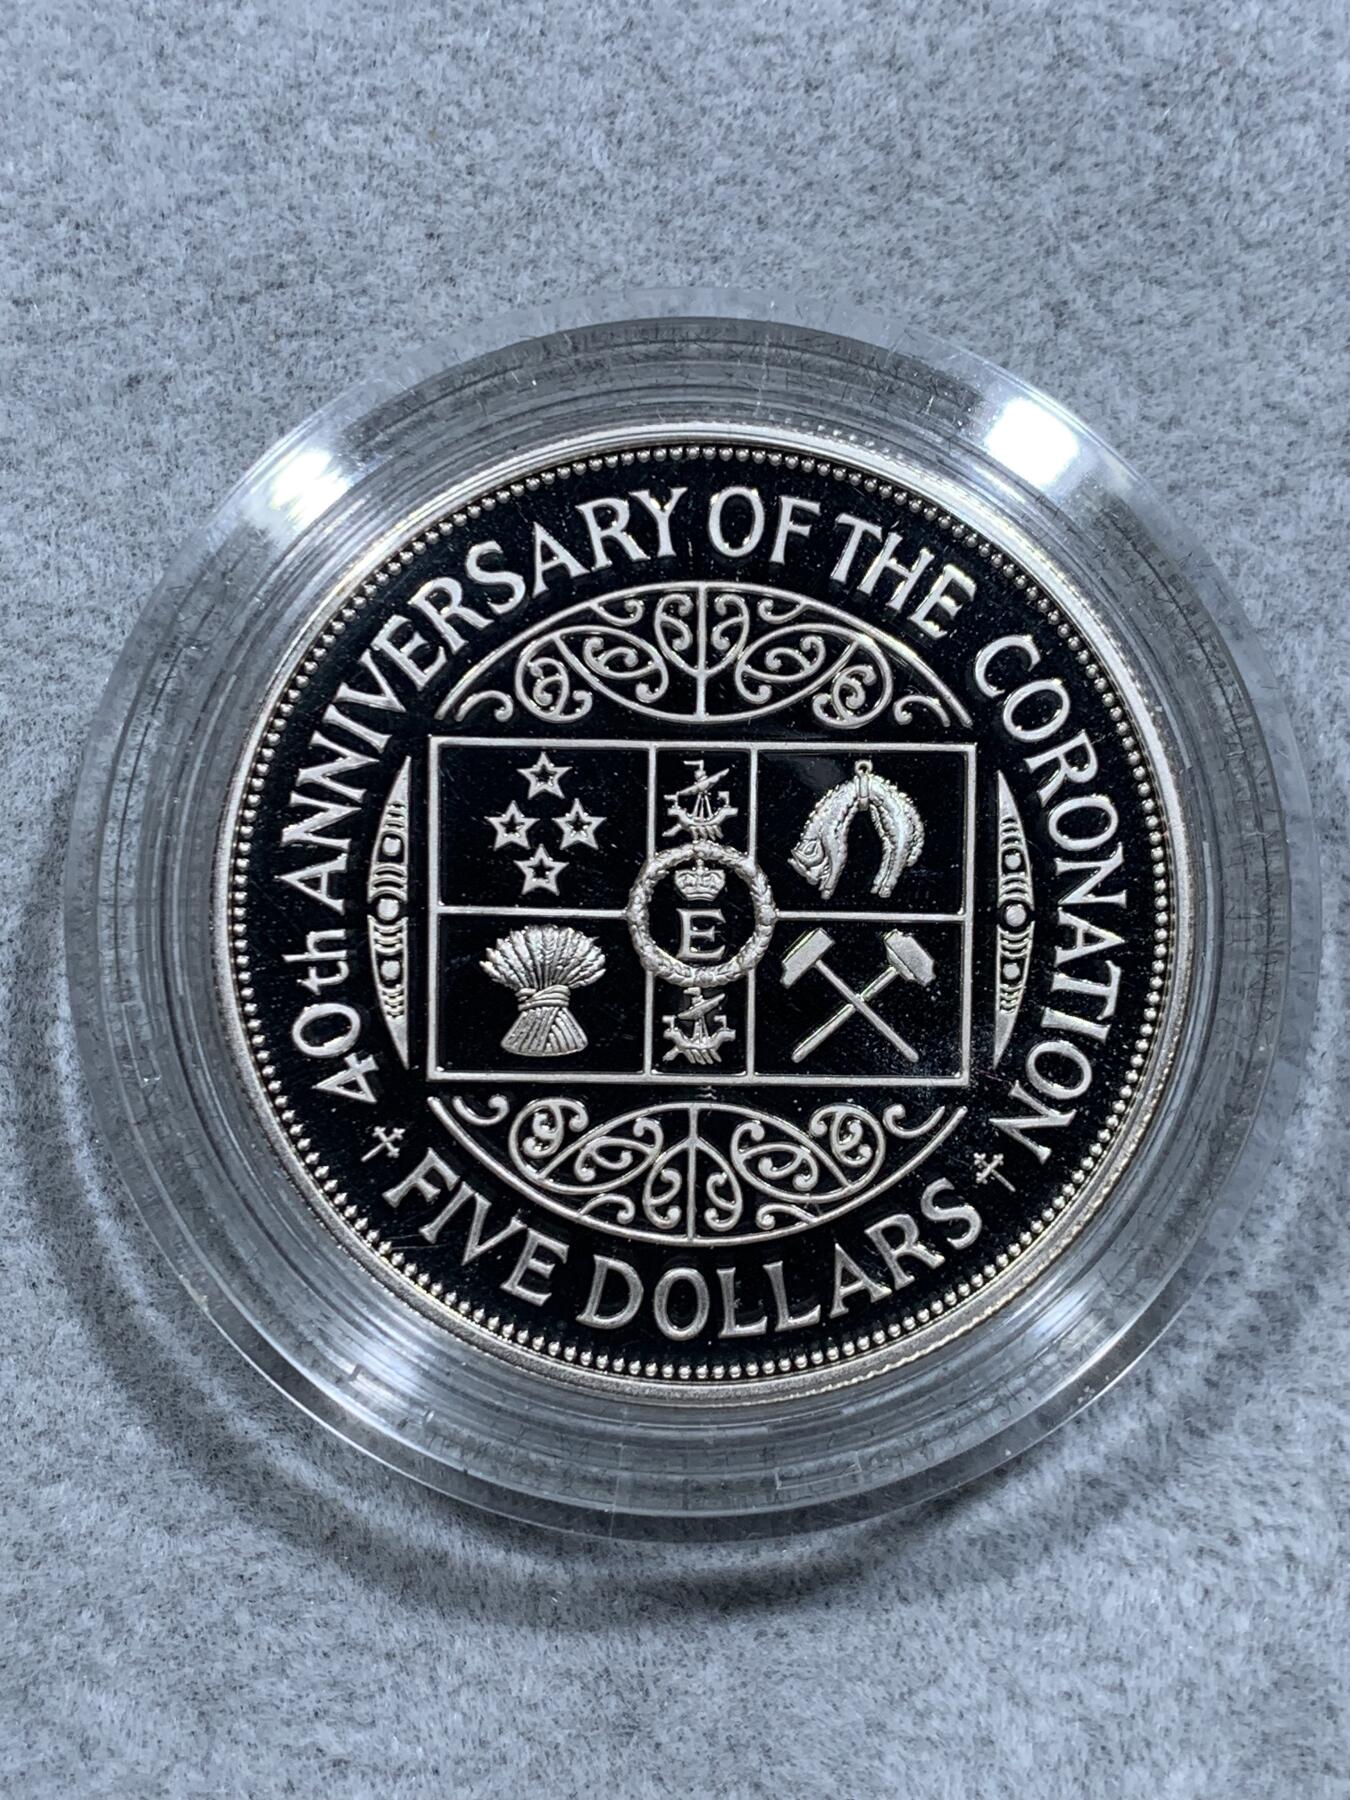 40th ANNIVERSARY OF THE CORONATION
E
FIVE DOLLARS